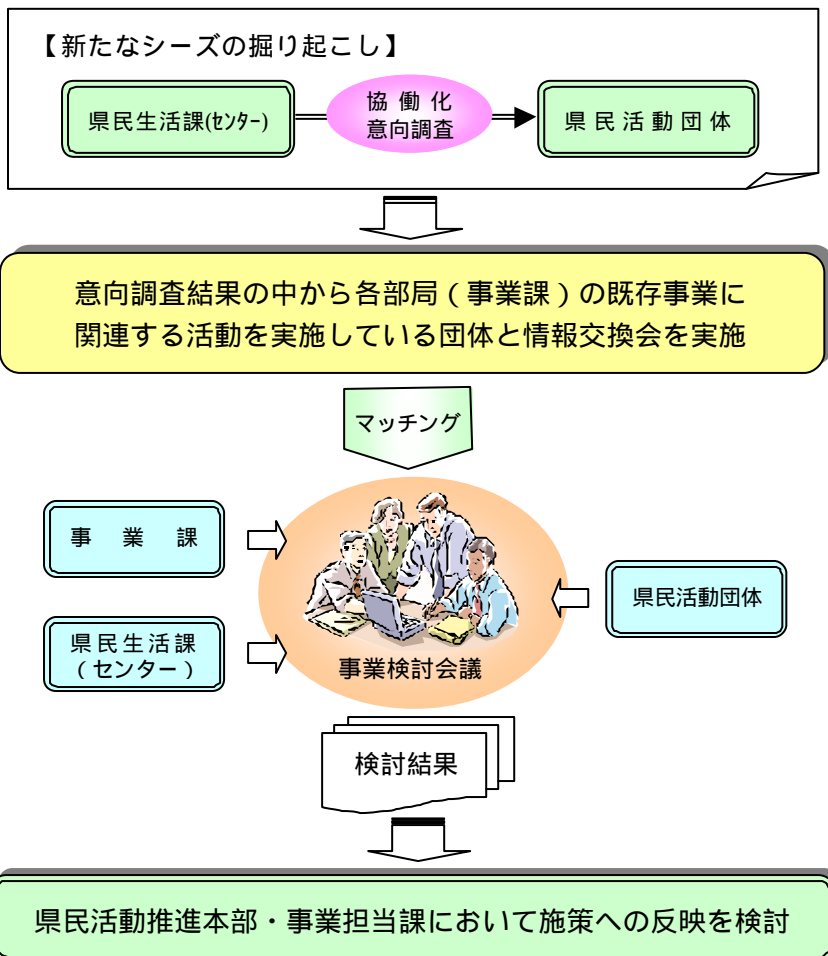 【新たなシーズの掘り起こし】
県民生活課(ｾﾝﾀｰ)
協働化
意向調査
県民活動団体
意向調査結果の中から各部局（事業課）の既存事業に
関連する活動を実施している団体と情報交換会を実施
マッチング
事業課
県民生活課
（センター）
県民活動団体
事業検討会議
検討結果
県民活動推進本部・事業担当課において施策への反映を検討